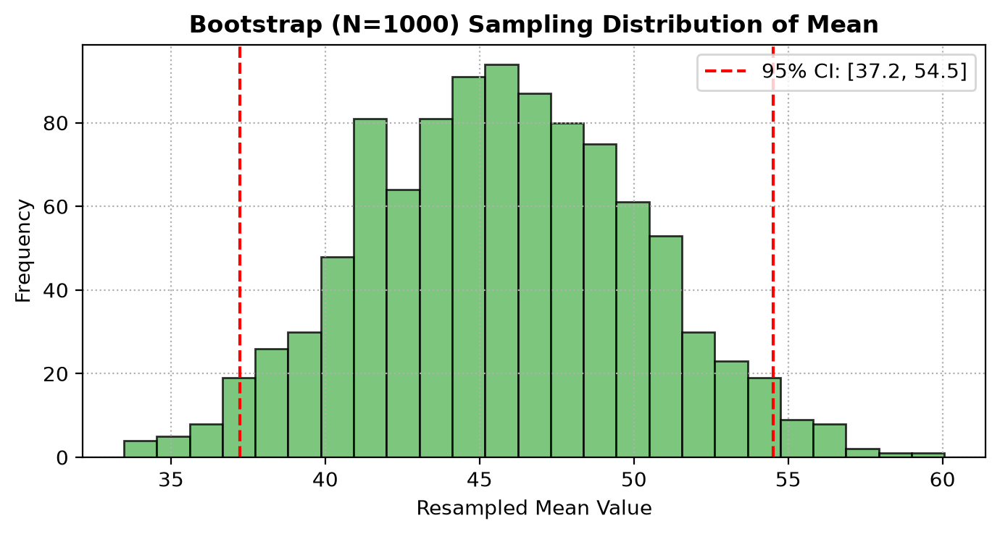 Bootstrap (N=1000) Sampling Distribution of Mean
95% CI: [37.2, 54.5]
Frequency
80
60
40
20
0
35 40 45 50 55 60
Resampled Mean Value